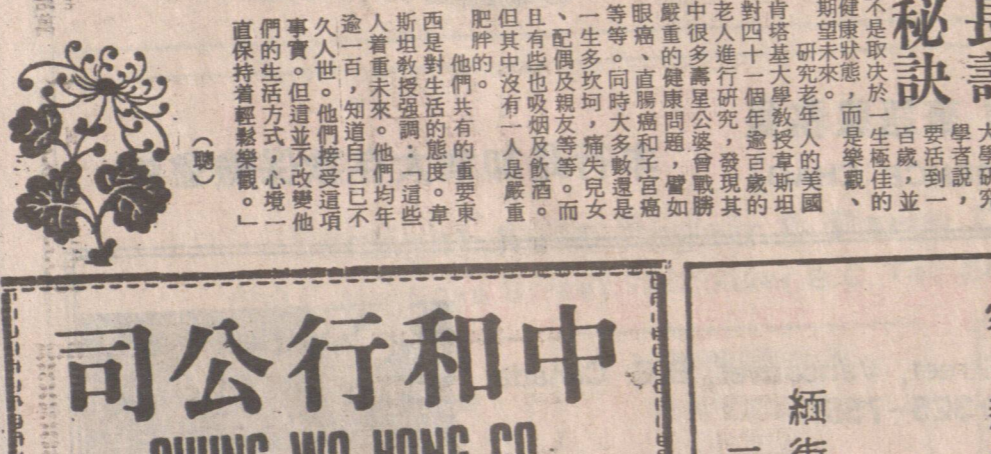 長壽
秘訣
大學研究
學者說，
要活到一
百歲，並
不是取決於一生極佳的
健康狀態，而是樂觀、
期望未來。
研究老年人的美國
肯塔基大學教授韋斯坦
對四十一個年逾百歲的
老人進行研究，發現其
中很多壽星公婆曾戰勝
嚴重的健康問題，譬如
眼癌、直腸癌和子宮癌
等等。同時大多數還是
一生多坎坷，痛失兒女
、配偶及親友等等。而
且有些也吸烟及飲酒。
但其中沒有一人是嚴重
肥胖的。
他們共有的重要東
西是對生活的態度。韋
斯坦教授強調：「這些
人着重未來。他們均年
逾一百，知道自己已不
久人世。他們接受這項
事實。但這並不改變他
們的生活方式，心境一
直保持着輕鬆樂觀。」
（聰）
中和行公司
CHUNG WO HONG CO
緬街